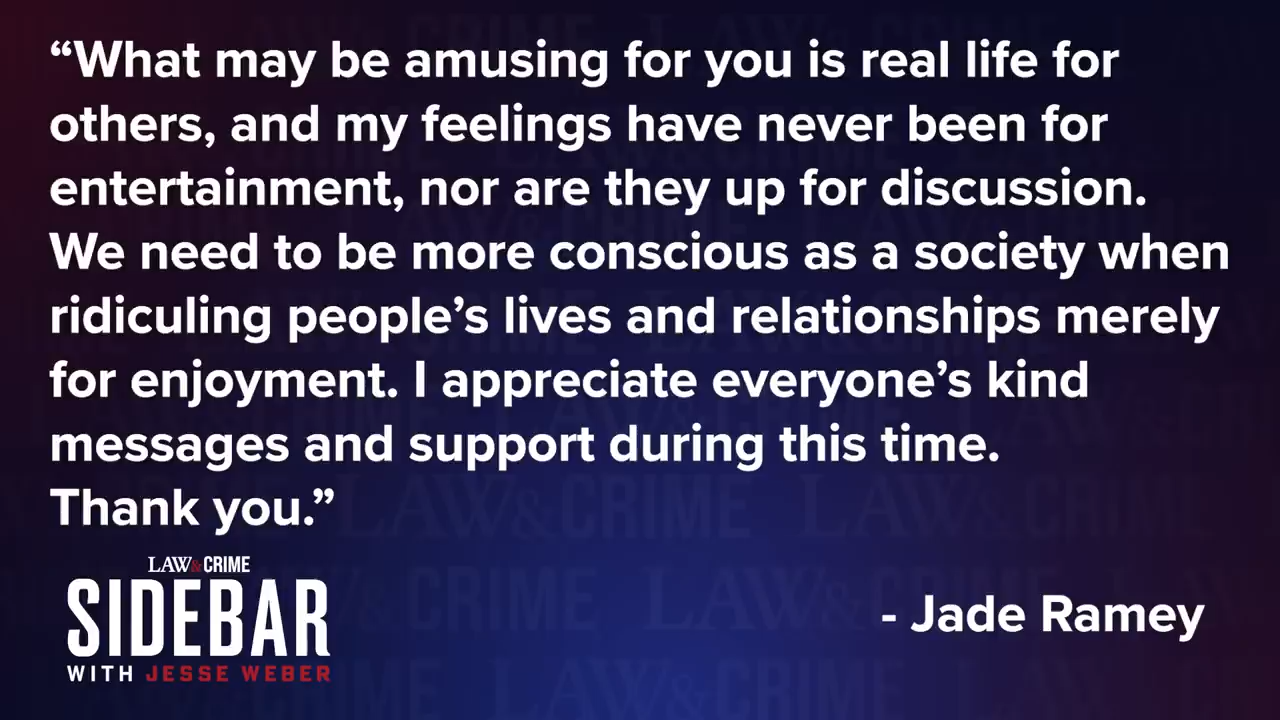 “What may be amusing for you is real life for
others, and my feelings have never been for
entertainment, nor are they up for discussion.
We need to be more conscious as a society when
ridiculing people’s lives and relationships merely
for enjoyment. I appreciate everyone’s kind
messages and support during this time.
Thank you.”
LAW&CRIME
SIDEBAR
WITH JESSE WEBER
- Jade Ramey